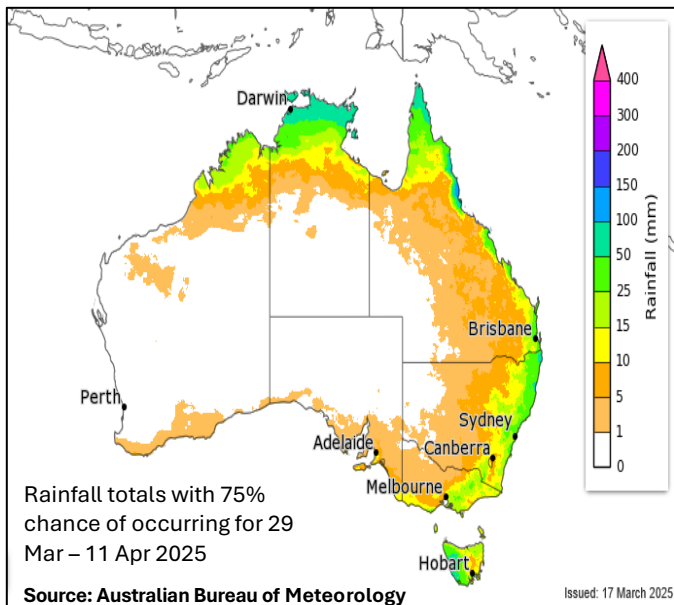 Darwin
Brisbane
Perth
Sydney
Adelaide
Canberra
Melbourne
Hobart
400
300
200
150
100
50
25
15
10
5
1
0
Rainfall (mm)
Rainfall totals with 75%
chance of occurring for 29
Mar – 11 Apr 2025
Source: Australian Bureau of Meteorology
Issued: 17 March 2025